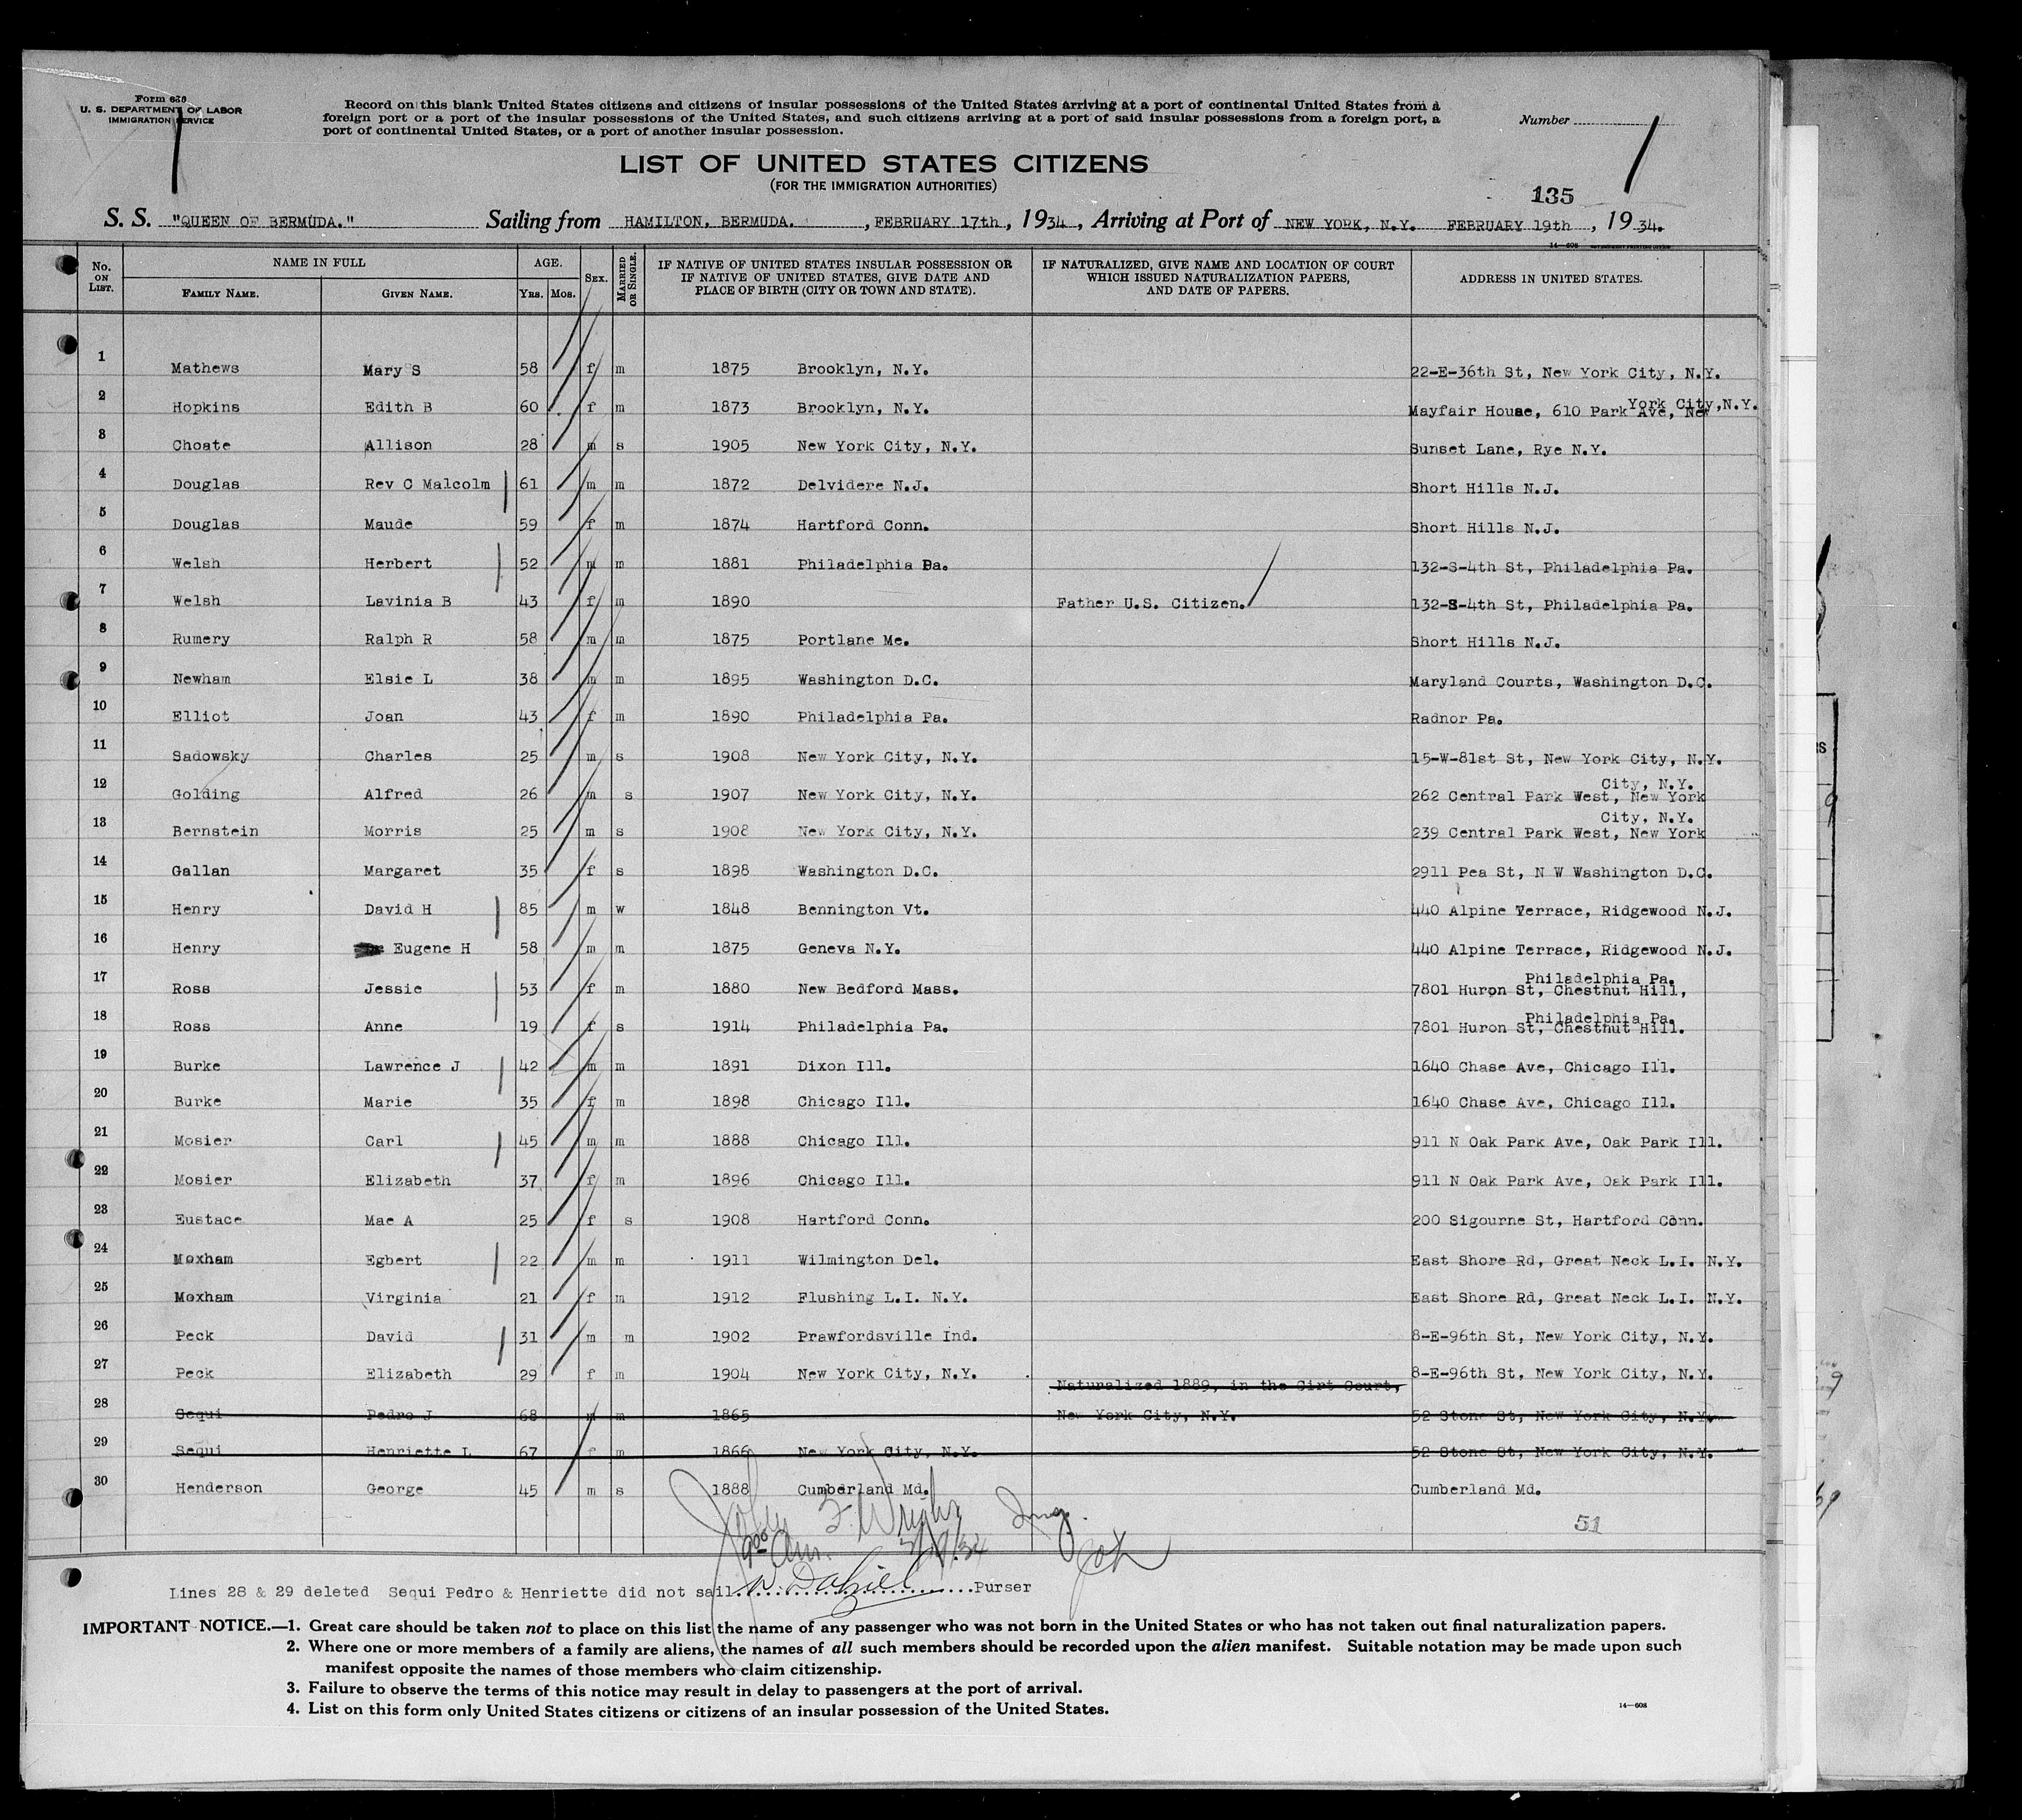 Form 636
U. S. DEPARTMENT OF LABOR
IMMIGRATION SERVICE
Record on this blank United States citizens and citizens of insular possessions of the United States arriving at a port of continental United States from a
foreign port or a port of the insular possessions of the United States, and such citizens arriving at a port of said insular possessions from a foreign port, a
port of continental United States, or a port of another insular possession.
Number
1
LIST OF UNITED STATES CITIZENS
(FOR THE IMMIGRATION AUTHORITIES)
135
S. S. "QUEEN OF BERMUDA." Sailing from HAMILTON, BERMUDA. , FEBRUARY 17th , 1934 , Arriving at Port of NEW YORK, N.Y. FEBRUARY 19th , 1934.
14—608
No. ON LIST. NAME IN FULL FAMILY NAME. GIVEN NAME. AGE. YRS. MOS. SEX. MARRIED OR SINGLE. IF NATIVE OF UNITED STATES INSULAR POSSESSION OR IF NATIVE OF UNITED STATES, GIVE DATE AND PLACE OF BIRTH (CITY OR TOWN AND STATE). IF NATURALIZED, GIVE NAME AND LOCATION OF COURT WHICH ISSUED NATURALIZATION PAPERS, AND DATE OF PAPERS. ADDRESS IN UNITED STATES.
1 Mathews Mary S 58 f m 1875 Brooklyn, N.Y. 22-E-36th St, New York City, N.Y.
2 Hopkins Edith B 60 f m 1873 Brooklyn, N.Y. Mayfair House, 610 Park Ave, New York City, N.Y.
3 Choate Allison 28 m s 1905 New York City, N.Y. Sunset Lane, Rye N.Y.
4 Douglas Rev C Malcolm 61 m m 1872 Delvidere N.J. Short Hills N.J.
5 Douglas Maude 59 f m 1874 Hartford Conn. Short Hills N.J.
6 Welsh Herbert 52 m m 1881 Philadelphia Pa. 132-S-4th St, Philadelphia Pa.
7 Welsh Lavinia B 43 f m 1890 Father U.S. Citizen. 132-S-4th St, Philadelphia Pa.
8 Rumery Ralph R 58 m m 1875 Portlane Me. Short Hills N.J.
9 Newham Elsie L 38 m m 1895 Washington D.C. Maryland Courts, Washington D.C.
10 Elliot Joan 43 f m 1890 Philadelphia Pa. Radnor Pa.
11 Sadowsky Charles 25 m s 1908 New York City, N.Y. 15-W-81st St, New York City, N.Y.
12 Golding Alfred 26 m s 1907 New York City, N.Y. 262 Central Park West, New York City, N.Y.
13 Bernstein Morris 25 m s 1908 New York City, N.Y. 239 Central Park West, New York City, N.Y.
14 Gallan Margaret 35 f s 1898 Washington D.C. 2911 Pea St, N W Washington D.C.
15 Henry David H 85 m w 1848 Bennington Vt. 440 Alpine Terrace, Ridgewood N.J.
16 Henry Eugene H 58 m m 1875 Geneva N.Y. 440 Alpine Terrace, Ridgewood N.J.
17 Ross Jessie 53 f m 1880 New Bedford Mass. 7801 Huron St, Chestnut Hill, Philadelphia Pa.
18 Ross Anne 19 f s 1914 Philadelphia Pa. 7801 Huron St, Chestnut Hill. Philadelphia Pa.
19 Burke Lawrence J 42 m m 1891 Dixon Ill. 1640 Chase Ave, Chicago Ill.
20 Burke Marie 35 f m 1898 Chicago Ill. 1640 Chase Ave, Chicago Ill.
21 Mosier Carl 45 m m 1888 Chicago Ill. 911 N Oak Park Ave, Oak Park Ill.
22 Mosier Elizabeth 37 f m 1896 Chicago Ill. 911 N Oak Park Ave, Oak Park Ill.
23 Eustace Mae A 25 f s 1908 Hartford Conn. 200 Sigourne St, Hartford Conn.
24 Moxham Egbert 22 m m 1911 Wilmington Del. East Shore Rd, Great Neck L.I. N.Y.
25 Moxham Virginia 21 f m 1912 Flushing L.I. N.Y. East Shore Rd, Great Neck L.I. N.Y.
26 Peck David 31 m m 1902 Prawfordsville Ind. 8-E-96th St, New York City, N.Y.
27 Peck Elizabeth 29 f m 1904 New York City, N.Y. 8-E-96th St, New York City, N.Y.
Naturalized 1889, in the Cirt Court,
28 Sequi Pedro J 68 m m 1865 New York City, N.Y. 52 Stone St, New York City, N.Y.
29 Sequi Henriette L 67 f m 1866 New York City, N.Y. 52 Stone St, New York City, N.Y.
30 Henderson George 45 m s 1888 Cumberland Md. Cumberland Md.
John F. Wright Insp.
51
Lines 28 & 29 deleted Sequi Pedro & Henriette did not sail. Purser
IMPORTANT NOTICE.—1. Great care should be taken not to place on this list the name of any passenger who was not born in the United States or who has not taken out final naturalization papers.
2. Where one or more members of a family are aliens, the names of all such members should be recorded upon the alien manifest. Suitable notation may be made upon such
manifest opposite the names of those members who claim citizenship.
3. Failure to observe the terms of this notice may result in delay to passengers at the port of arrival.
4. List on this form only United States citizens or citizens of an insular possession of the United States.
14—608